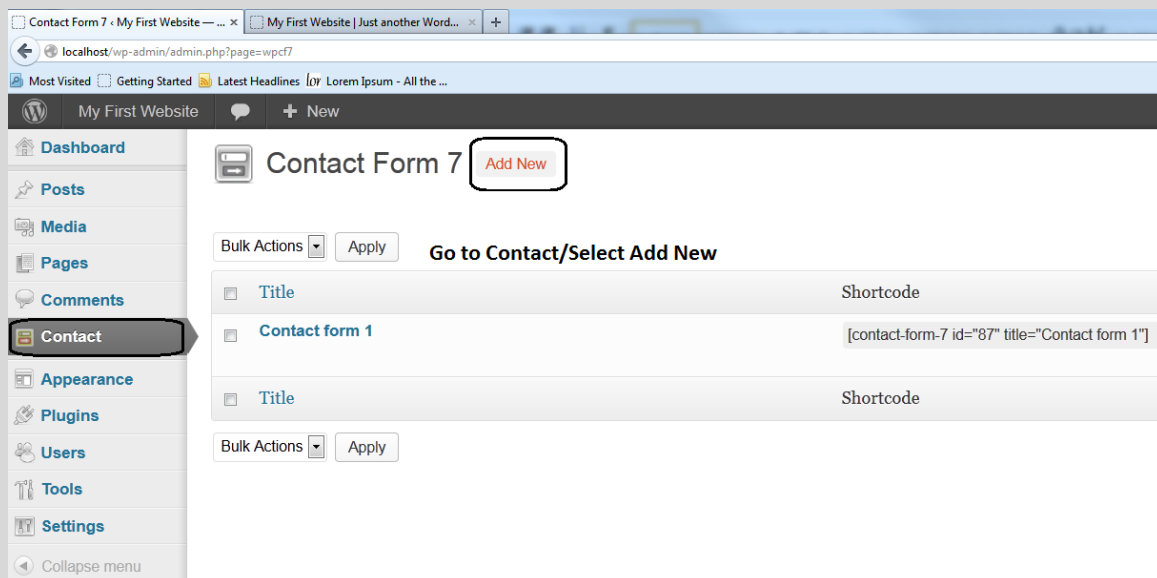 Contact Form 7 ‹ My First Website — ... ×
My First Website | Just another Word... ×
+
localhost/wp-admin/admin.php?page=wpcf7
Most Visited Getting Started Latest Headlines Lorem Ipsum - All the ...
My First Website + New
Dashboard
Posts
Media
Pages
Comments
Contact
Appearance
Plugins
Users
Tools
Settings
Collapse menu
Contact Form 7 Add New
Bulk Actions Apply
Go to Contact/Select Add New
Title Shortcode
Contact form 1 [contact-form-7 id="87" title="Contact form 1"]
Title Shortcode
Bulk Actions Apply